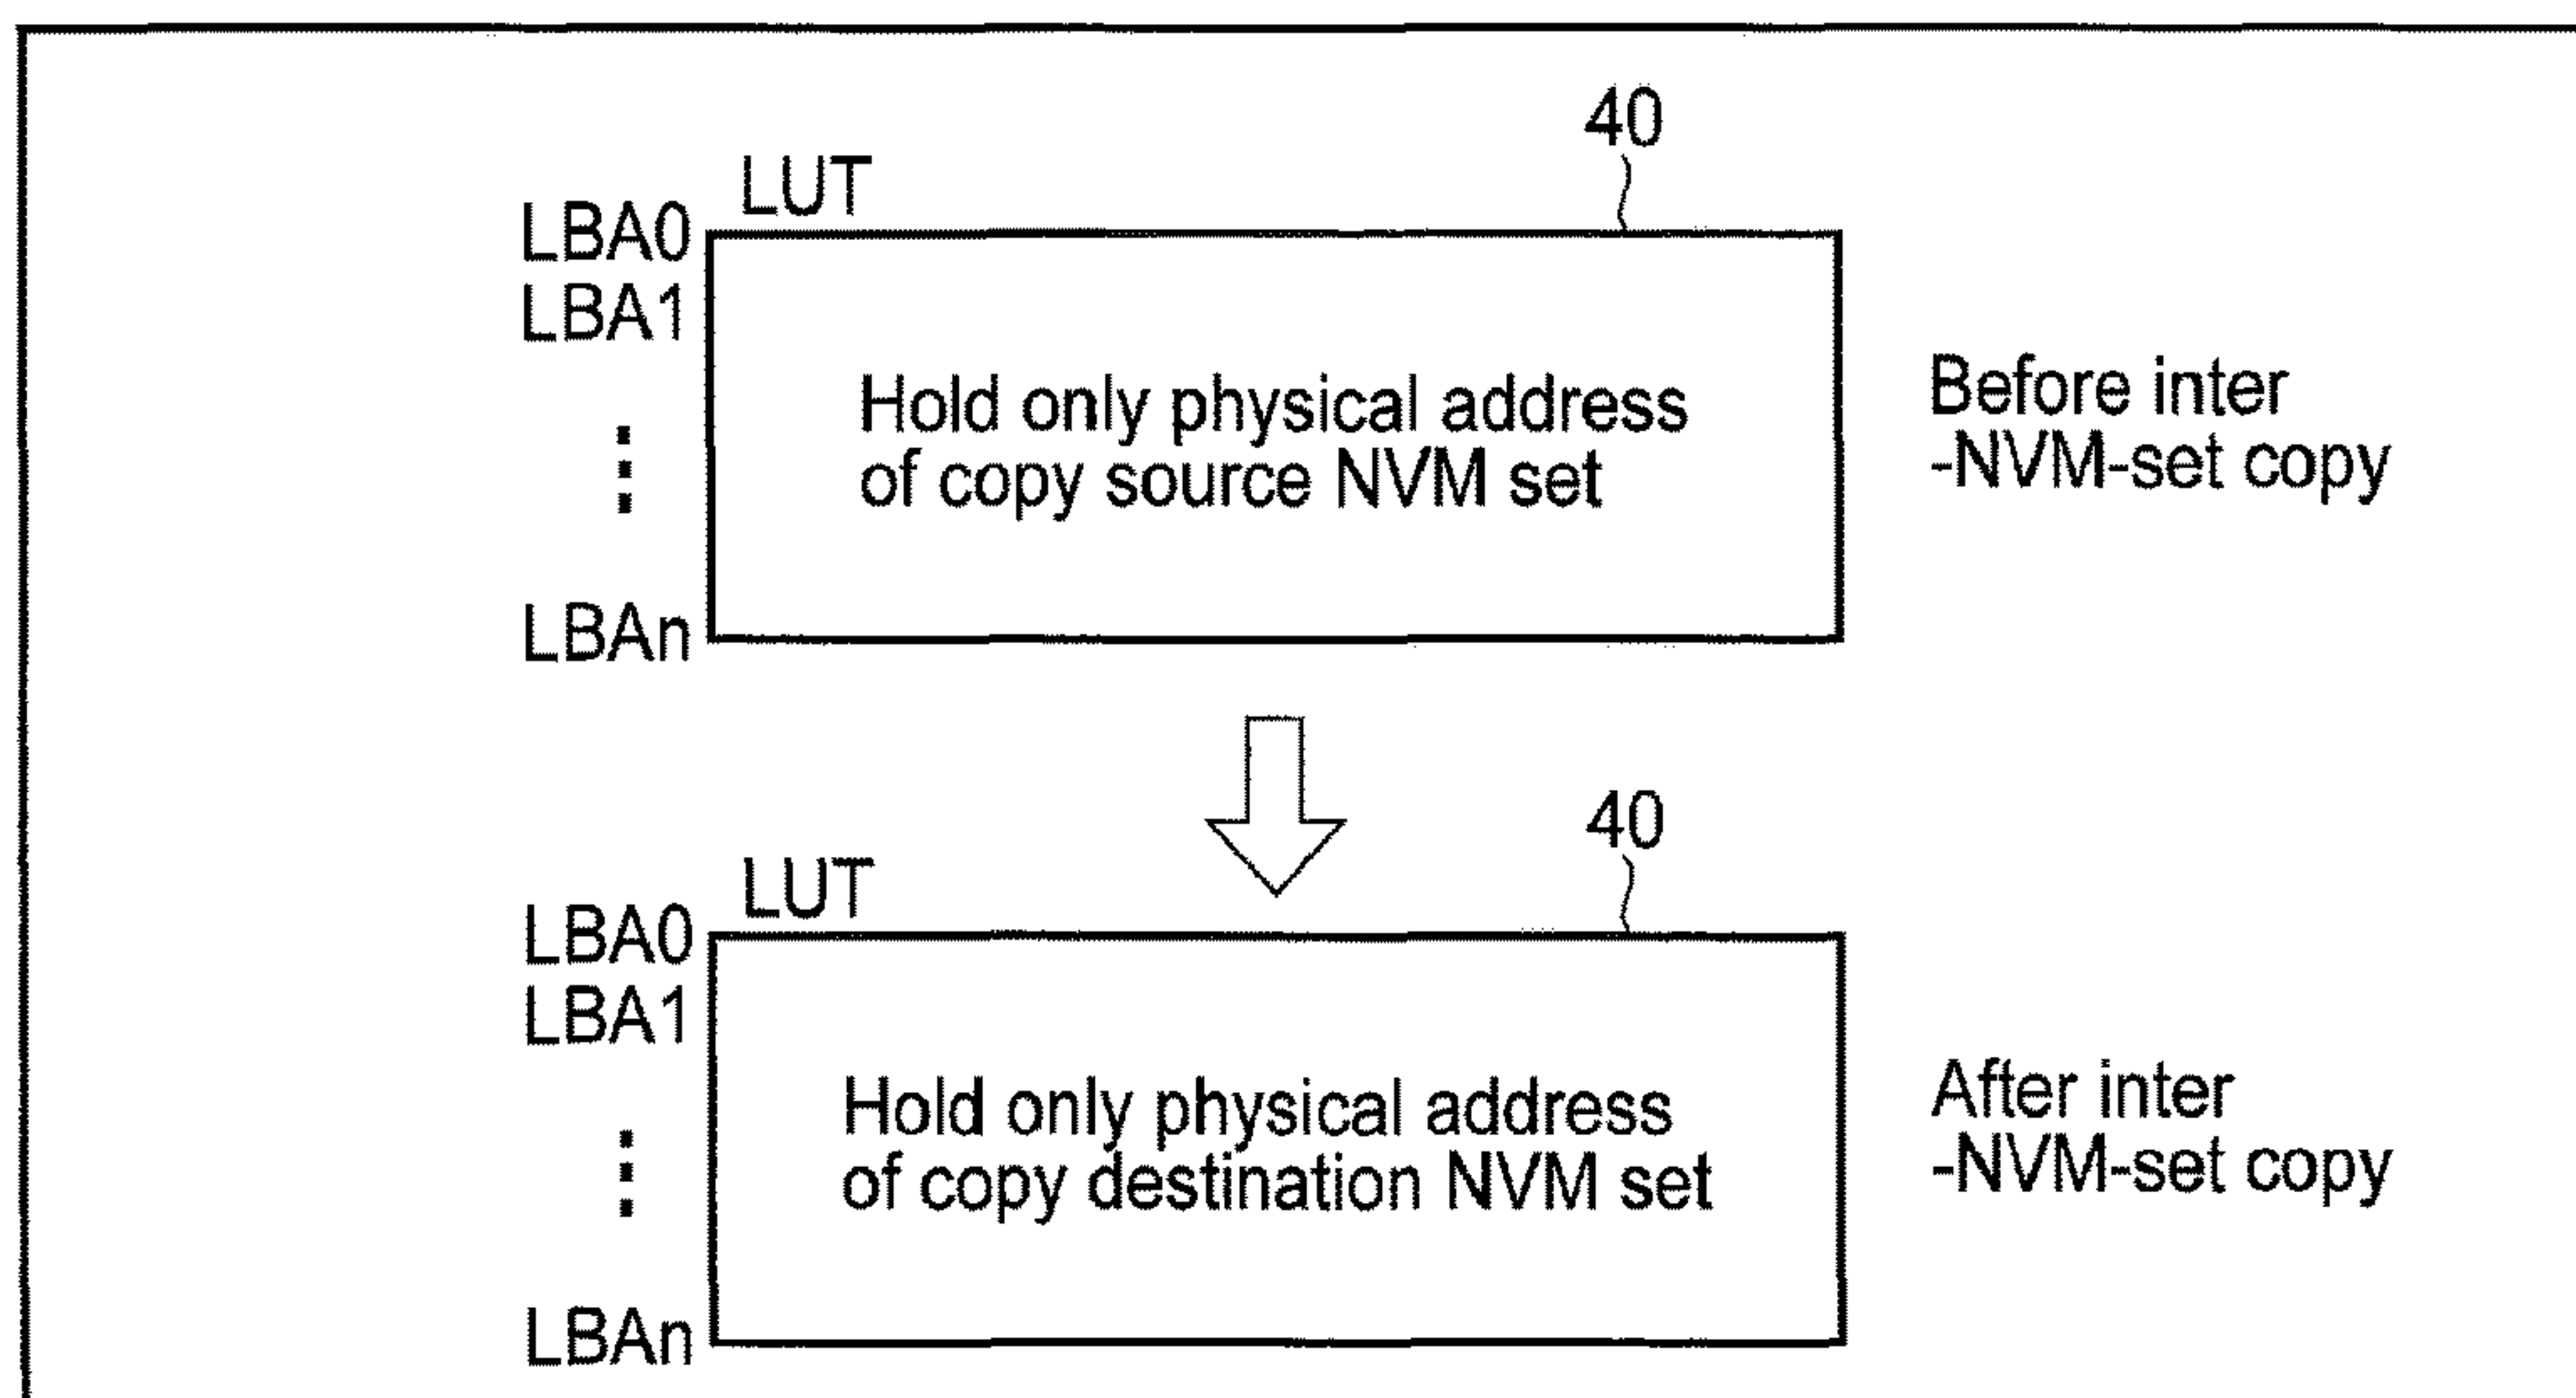 40
LUT
LBA0
LBA1
Hold only physical address
of copy source NVM set
LBAn
Before inter
-NVM-set copy
40
LUT
LBA0
LBA1
Hold only physical address
of copy destination NVM set
LBAn
After inter
-NVM-set copy